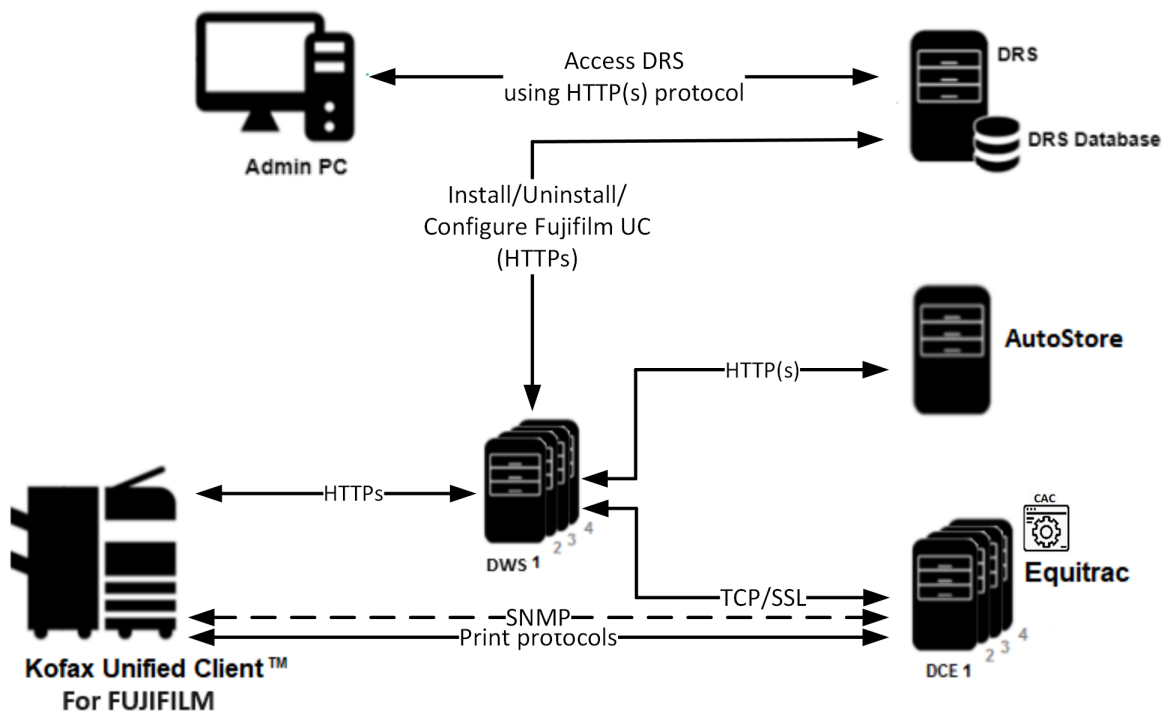 Access DRS
using HTTP(s) protocol
DRS
DRS Database
Admin PC
Install/Uninstall/
Configure Fujifilm UC
(HTTPs)
AutoStore
HTTP(s)
HTTPs
DWS 1
2
3
4
CAC
Equitrac
TCP/SSL
SNMP
Print protocols
DCE 1
2
3
4
Kofax Unified Client™
For FUJIFILM